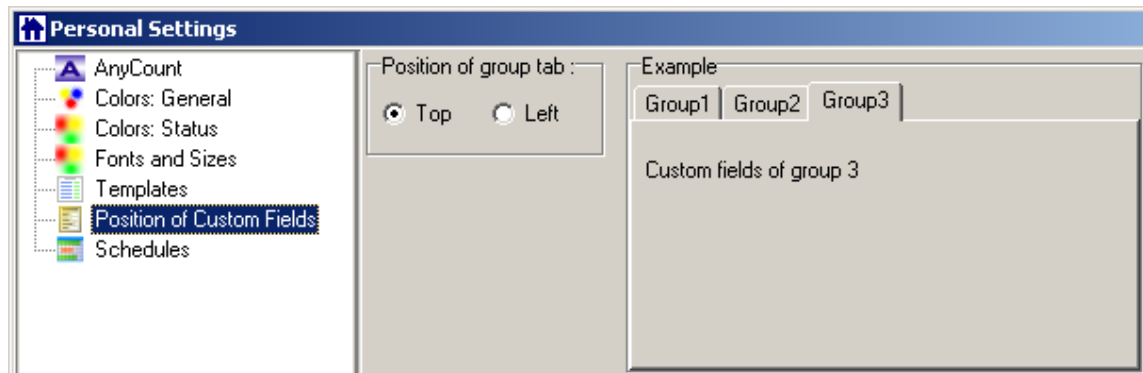 Personal Settings
AnyCount
Colors: General
Colors: Status
Fonts and Sizes
Templates
Position of Custom Fields
Schedules
Position of group tab :
Top Left
Example
Group1 Group2 Group3
Custom fields of group 3